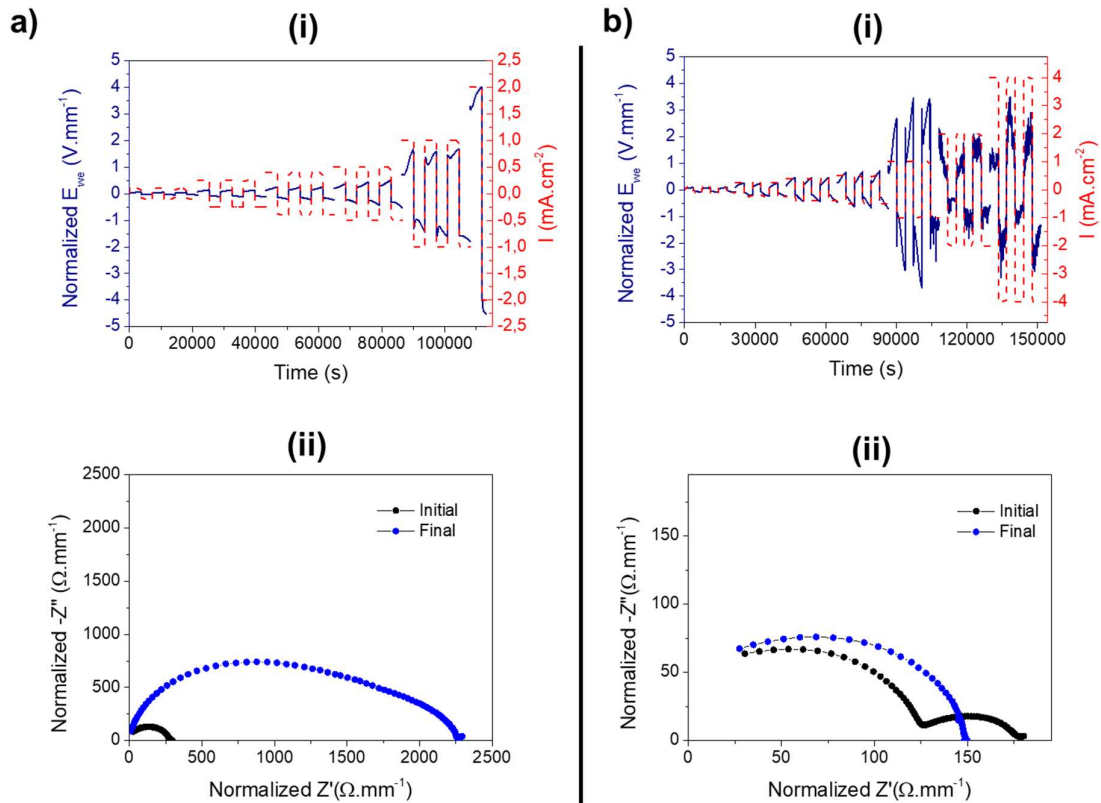 a)
(i)
5
4
3
2
1
0
-1
-2
-3
-4
-5
Normalized Ewe (V.mm-1)
2,5
2,0
1,5
1,0
0,5
0,0
-0,5
-1,0
-1,5
-2,0
-2,5
I (mA.cm-2)
0 20000 40000 60000 80000 100000
Time (s)
(ii)
2500
2000
1500
1000
500
0
Normalized -Z" (Ω.mm-1)
Initial
Final
0 500 1000 1500 2000 2500
Normalized Z'(Ω.mm-1)
b)
(i)
5
4
3
2
1
0
-1
-2
-3
-4
-5
Normalized Ewe (V.mm-1)
4
3
2
1
0
-1
-2
-3
-4
I (mA.cm-2)
0 30000 60000 90000 120000 150000
Time (s)
(ii)
150
100
50
0
Normalized -Z" (Ω.mm-1)
Initial
Final
0 50 100 150
Normalized Z'(Ω.mm-1)